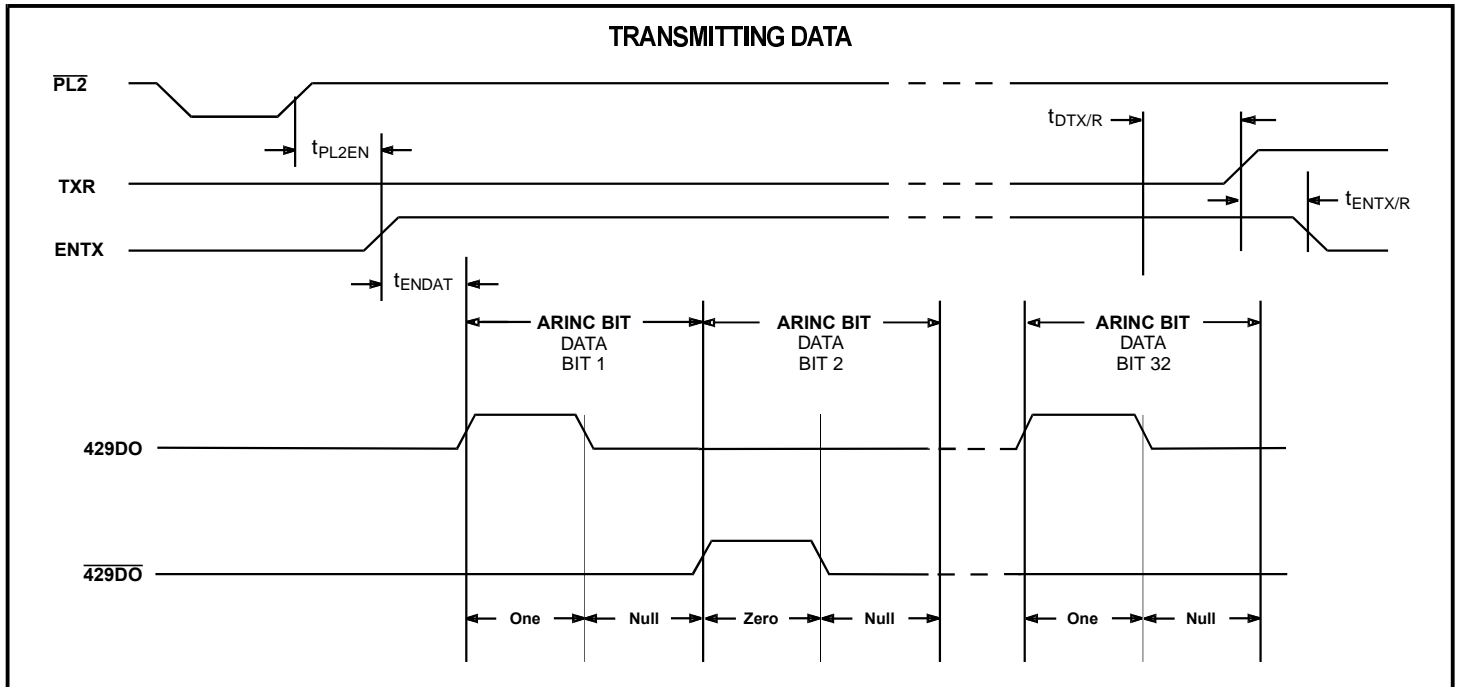 TRANSMITTING DATA
PL2
tDTX/R
tPL2EN
TXR
tENTX/R
ENTX
tENDAT
ARINC BIT
DATA
BIT 1
ARINC BIT
DATA
BIT 2
ARINC BIT
DATA
BIT 32
429DO
429DO
One
Null
Zero
Null
One
Null